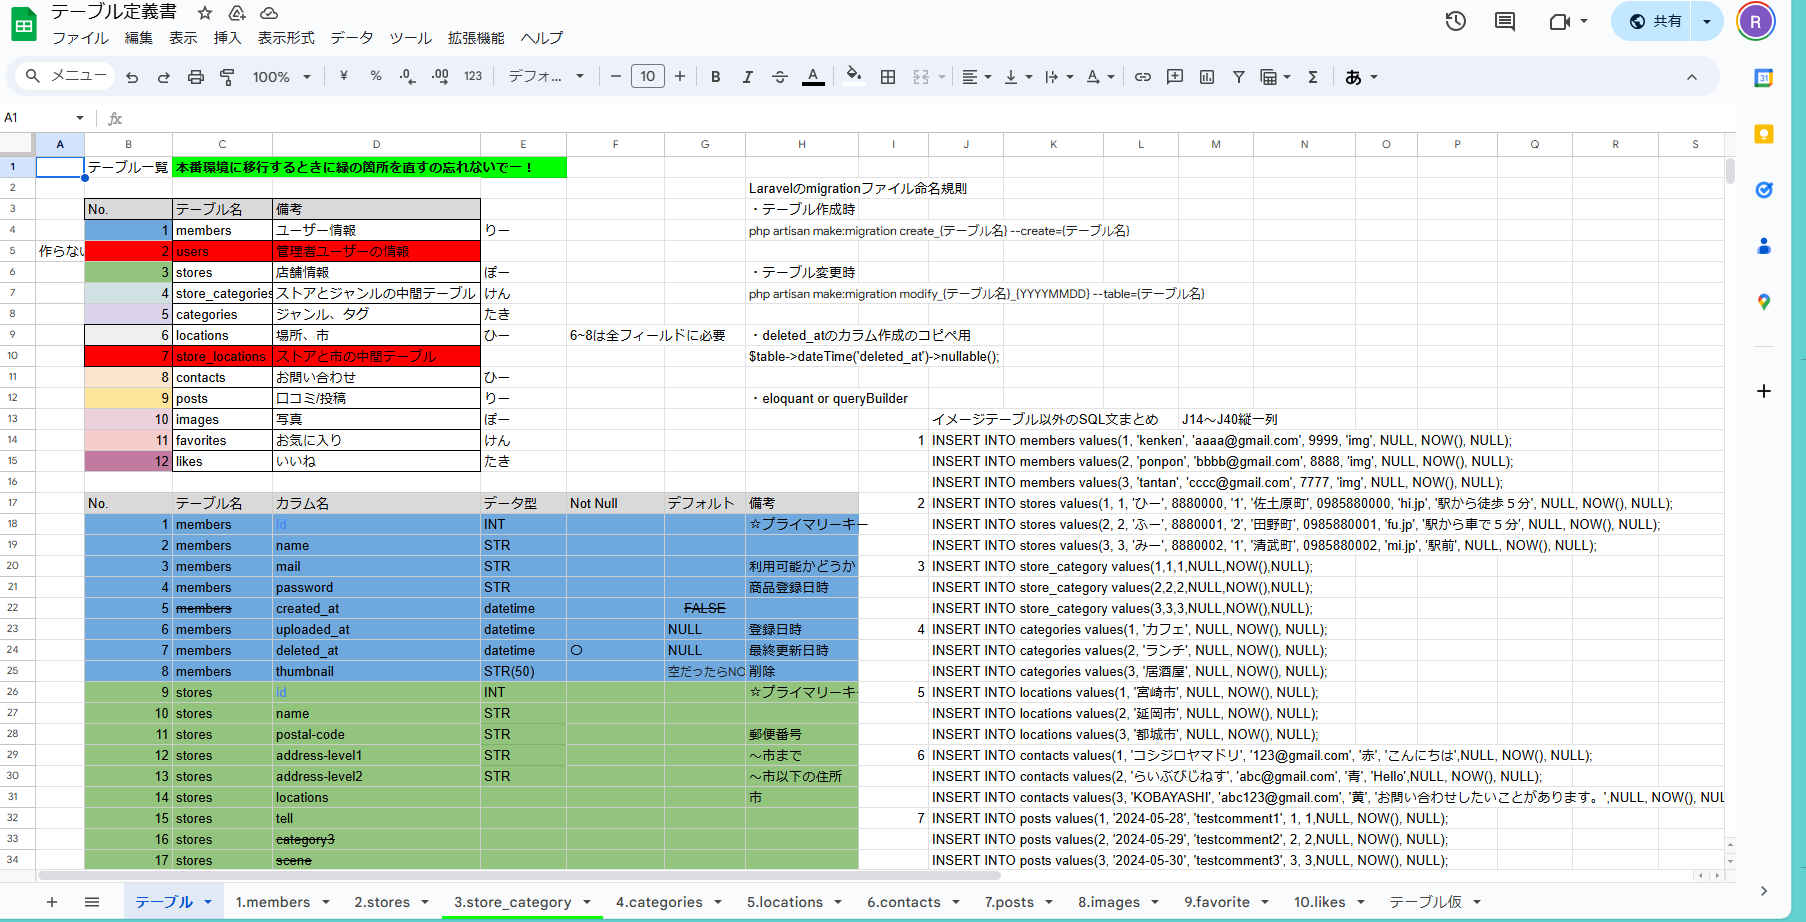 テーブル定義書
ファイル 編集 表示 挿入 表示形式 データ ツール 拡張機能 ヘルプ
共有
R
メニュー 100% ¥ % .0 .00 123 デフォ... − 10 + B I A あ
A1 fx
A B C D E F G H I J K L M N O P Q R S
1 テーブル一覧 本番環境に移行するときに緑の箇所を直すの忘れないでー！
2 Laravelのmigrationファイル命名規則
3 No. テーブル名 備考 ・テーブル作成時
4 1 members ユーザー情報 りー php artisan make:migration create_{テーブル名} --create={テーブル名}
5 作らない 2 users 管理者ユーザーの情報
6 3 stores 店舗情報 ぽー ・テーブル変更時
7 4 store_categories ストアとジャンルの中間テーブル けん php artisan make:migration modify_{テーブル名}_{YYYYMMDD} --table={テーブル名}
8 5 categories ジャンル、タグ たき
9 6 locations 場所、市 ひー 6~8は全フィールドに必要 ・deleted_atのカラム作成のコピペ用
10 7 store_locations ストアと市の中間テーブル $table->dateTime('deleted_at')->nullable();
11 8 contacts お問い合わせ ひー
12 9 posts 口コミ/投稿 りー ・eloquant or queryBuilder
13 10 images 写真 ぽー イメージテーブル以外のSQL文まとめ J14～J40縦一列
14 11 favorites お気に入り けん 1 INSERT INTO members values(1, 'kenken', 'aaaa@gmail.com', 9999, 'img', NULL, NOW(), NULL);
15 12 likes いいね たき INSERT INTO members values(2, 'ponpon', 'bbbb@gmail.com', 8888, 'img', NULL, NOW(), NULL);
16 INSERT INTO members values(3, 'tantan', 'cccc@gmail.com', 7777, 'img', NULL, NOW(), NULL);
17 No. テーブル名 カラム名 データ型 Not Null デフォルト 備考 2 INSERT INTO stores values(1, 1, 'ひー', 8880000, '1', '佐土原町', 0985880000, 'hi.jp', '駅から徒歩５分', NULL, NOW(), NULL);
18 1 members id INT ☆プライマリーキー INSERT INTO stores values(2, 2, 'ふー', 8880001, '2', '田野町', 0985880001, 'fu.jp', '駅から車で５分', NULL, NOW(), NULL);
19 2 members name STR INSERT INTO stores values(3, 3, 'みー', 8880002, '1', '清武町', 0985880002, 'mi.jp', '駅前', NULL, NOW(), NULL);
20 3 members mail STR 利用可能かどうか 3 INSERT INTO store_category values(1,1,1,NULL,NOW(),NULL);
21 4 members password STR 商品登録日時 INSERT INTO store_category values(2,2,2,NULL,NOW(),NULL);
22 5 members created_at datetime FALSE INSERT INTO store_category values(3,3,3,NULL,NOW(),NULL);
23 6 members uploaded_at datetime NULL 登録日時 4 INSERT INTO categories values(1, 'カフェ', NULL, NOW(), NULL);
24 7 members deleted_at datetime 〇 NULL 最終更新日時 INSERT INTO categories values(2, 'ランチ', NULL, NOW(), NULL);
25 8 members thumbnail STR(50) 空だったらNO 削除 INSERT INTO categories values(3, '居酒屋', NULL, NOW(), NULL);
26 9 stores id INT ☆プライマリーキー 5 INSERT INTO locations values(1, '宮崎市', NULL, NOW(), NULL);
27 10 stores name STR INSERT INTO locations values(2, '延岡市', NULL, NOW(), NULL);
28 11 stores postal-code STR 郵便番号 INSERT INTO locations values(3, '都城市', NULL, NOW(), NULL);
29 12 stores address-level1 STR ～市まで 6 INSERT INTO contacts values(1, 'コシジロヤマドリ', '123@gmail.com', '赤', 'こんにちは',NULL, NOW(), NULL);
30 13 stores address-level2 STR ～市以下の住所 INSERT INTO contacts values(2, 'らいぶびじねす', 'abc@gmail.com', '青', 'Hello',NULL, NOW(), NULL);
31 14 stores locations 市 INSERT INTO contacts values(3, 'KOBAYASHI', 'abc123@gmail.com', '黄', 'お問い合わせしたいことがあります。',NULL, NOW(), NUL
32 15 stores tell 7 INSERT INTO posts values(1, '2024-05-28', 'testcomment1', 1, 1,NULL, NOW(), NULL);
33 16 stores category3 INSERT INTO posts values(2, '2024-05-29', 'testcomment2', 2, 2,NULL, NOW(), NULL);
34 17 stores scene INSERT INTO posts values(3, '2024-05-30', 'testcomment3', 3, 3,NULL, NOW(), NULL);
テーブル 1.members 2.stores 3.store_category 4.categories 5.locations 6.contacts 7.posts 8.images 9.favorite 10.likes テーブル仮